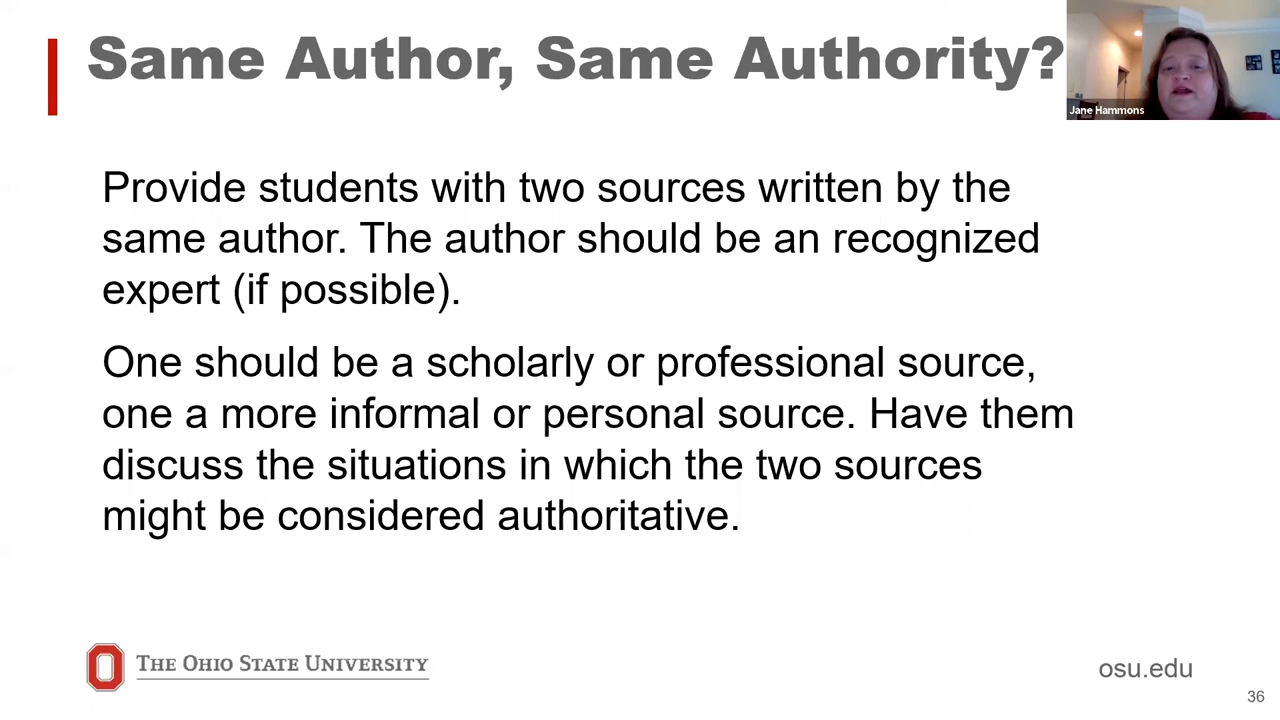 Same Author, Same Authority?
Jane Hammons
Provide students with two sources written by the
same author. The author should be an recognized
expert (if possible).
One should be a scholarly or professional source,
one a more informal or personal source. Have them
discuss the situations in which the two sources
might be considered authoritative.
THE OHIO STATE UNIVERSITY
osu.edu
36